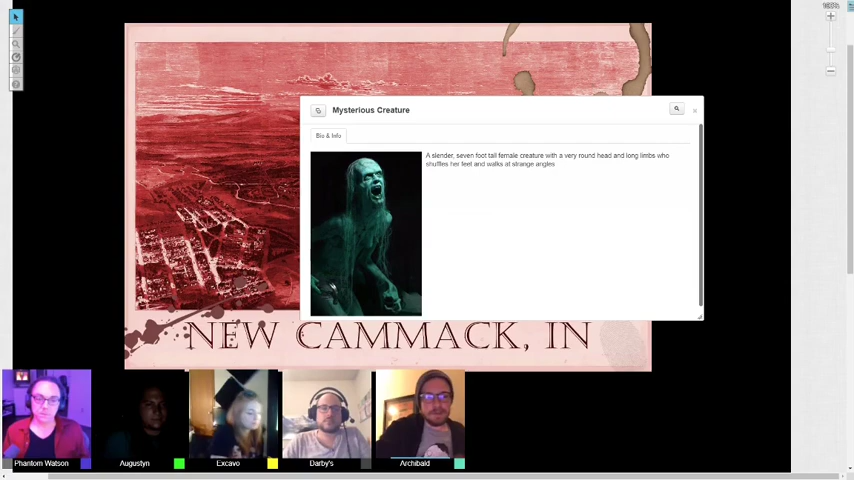 Mysterious Creature
Bio & Info
A slender, seven foot tall female creature with a very round head and long limbs who
shuffles her feet and walks at strange angles
NEW CAMMACK, IN
Phantom Watson
Augustyn
Excavo
Darby's
Archibald